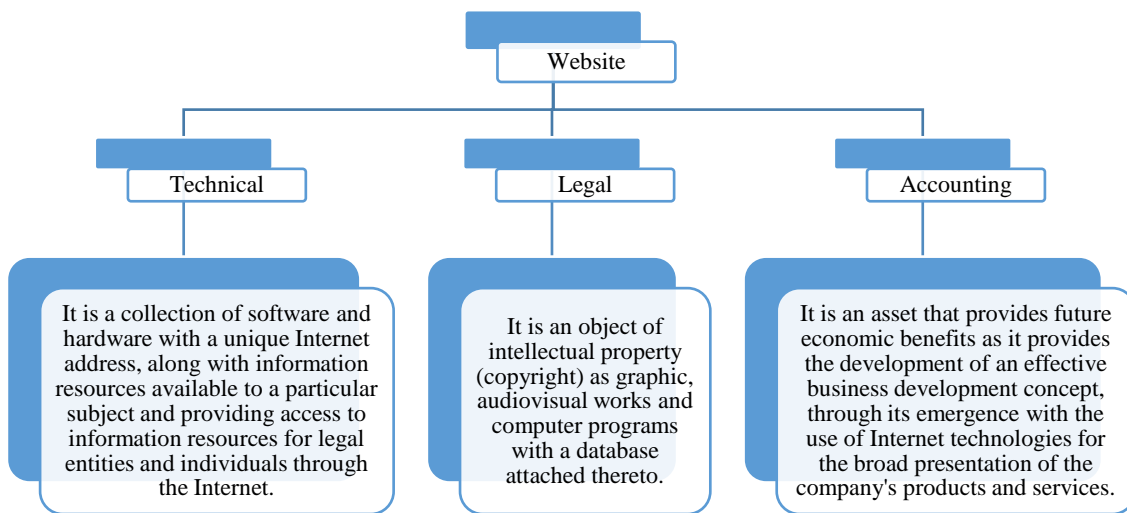 Website
Technical
Legal
Accounting
It is a collection of software and
hardware with a unique Internet
address, along with information
resources available to a particular
subject and providing access to
information resources for legal
entities and individuals through
the Internet.
It is an object of
intellectual property
(copyright) as graphic,
audiovisual works and
computer programs
with a database
attached thereto.
It is an asset that provides future
economic benefits as it provides
the development of an effective
business development concept,
through its emergence with the
use of Internet technologies for
the broad presentation of the
company's products and services.